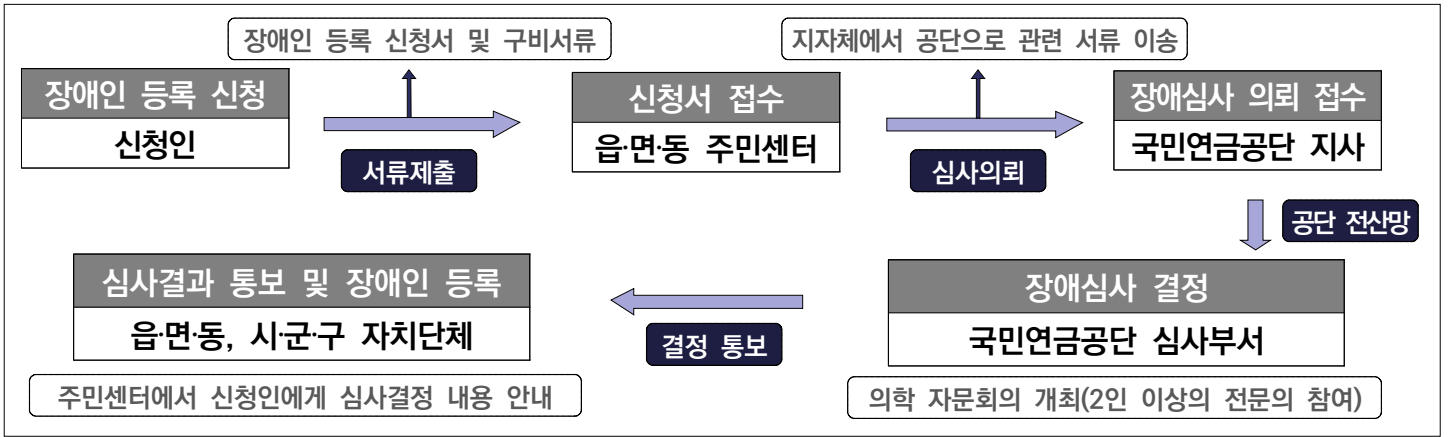 장애인 등록 신청서 및 구비서류
지자체에서 공단으로 관련 서류 이송
장애인 등록 신청
신청인
서류제출
신청서 접수
읍·면·동 주민센터
심사의뢰
장애심사 의뢰 접수
국민연금공단 지사
공단 전산망
장애심사 결정
국민연금공단 심사부서
의학 자문회의 개최(2인 이상의 전문의 참여)
결정 통보
심사결과 통보 및 장애인 등록
읍·면·동, 시·군·구 자치단체
주민센터에서 신청인에게 심사결정 내용 안내